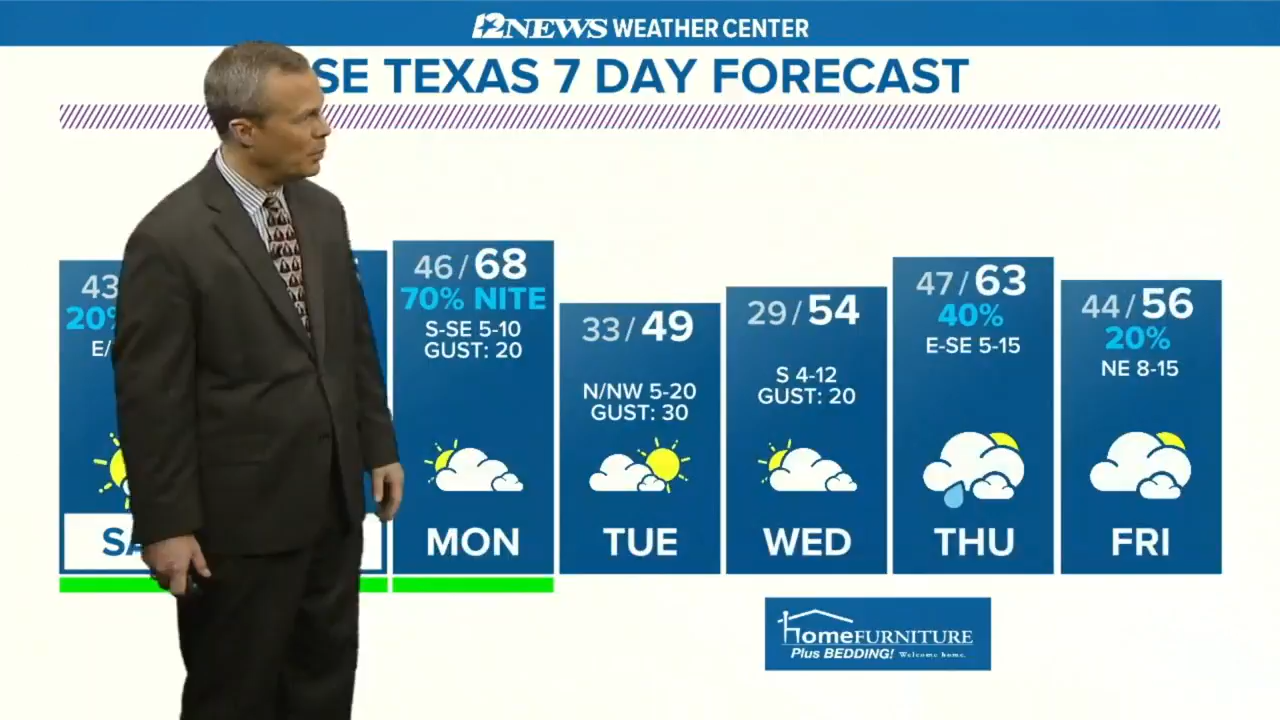 12NEWS WEATHER CENTER
SE TEXAS 7 DAY FORECAST
43
20%
E/
SA
46/68
70% NITE
S-SE 5-10
GUST: 20
MON
33/49
N/NW 5-20
GUST: 30
TUE
29/54
S 4-12
GUST: 20
WED
47/63
40%
E-SE 5-15
THU
44/56
20%
NE 8-15
FRI
HomeFURNITURE
Plus BEDDING! Welcome home.